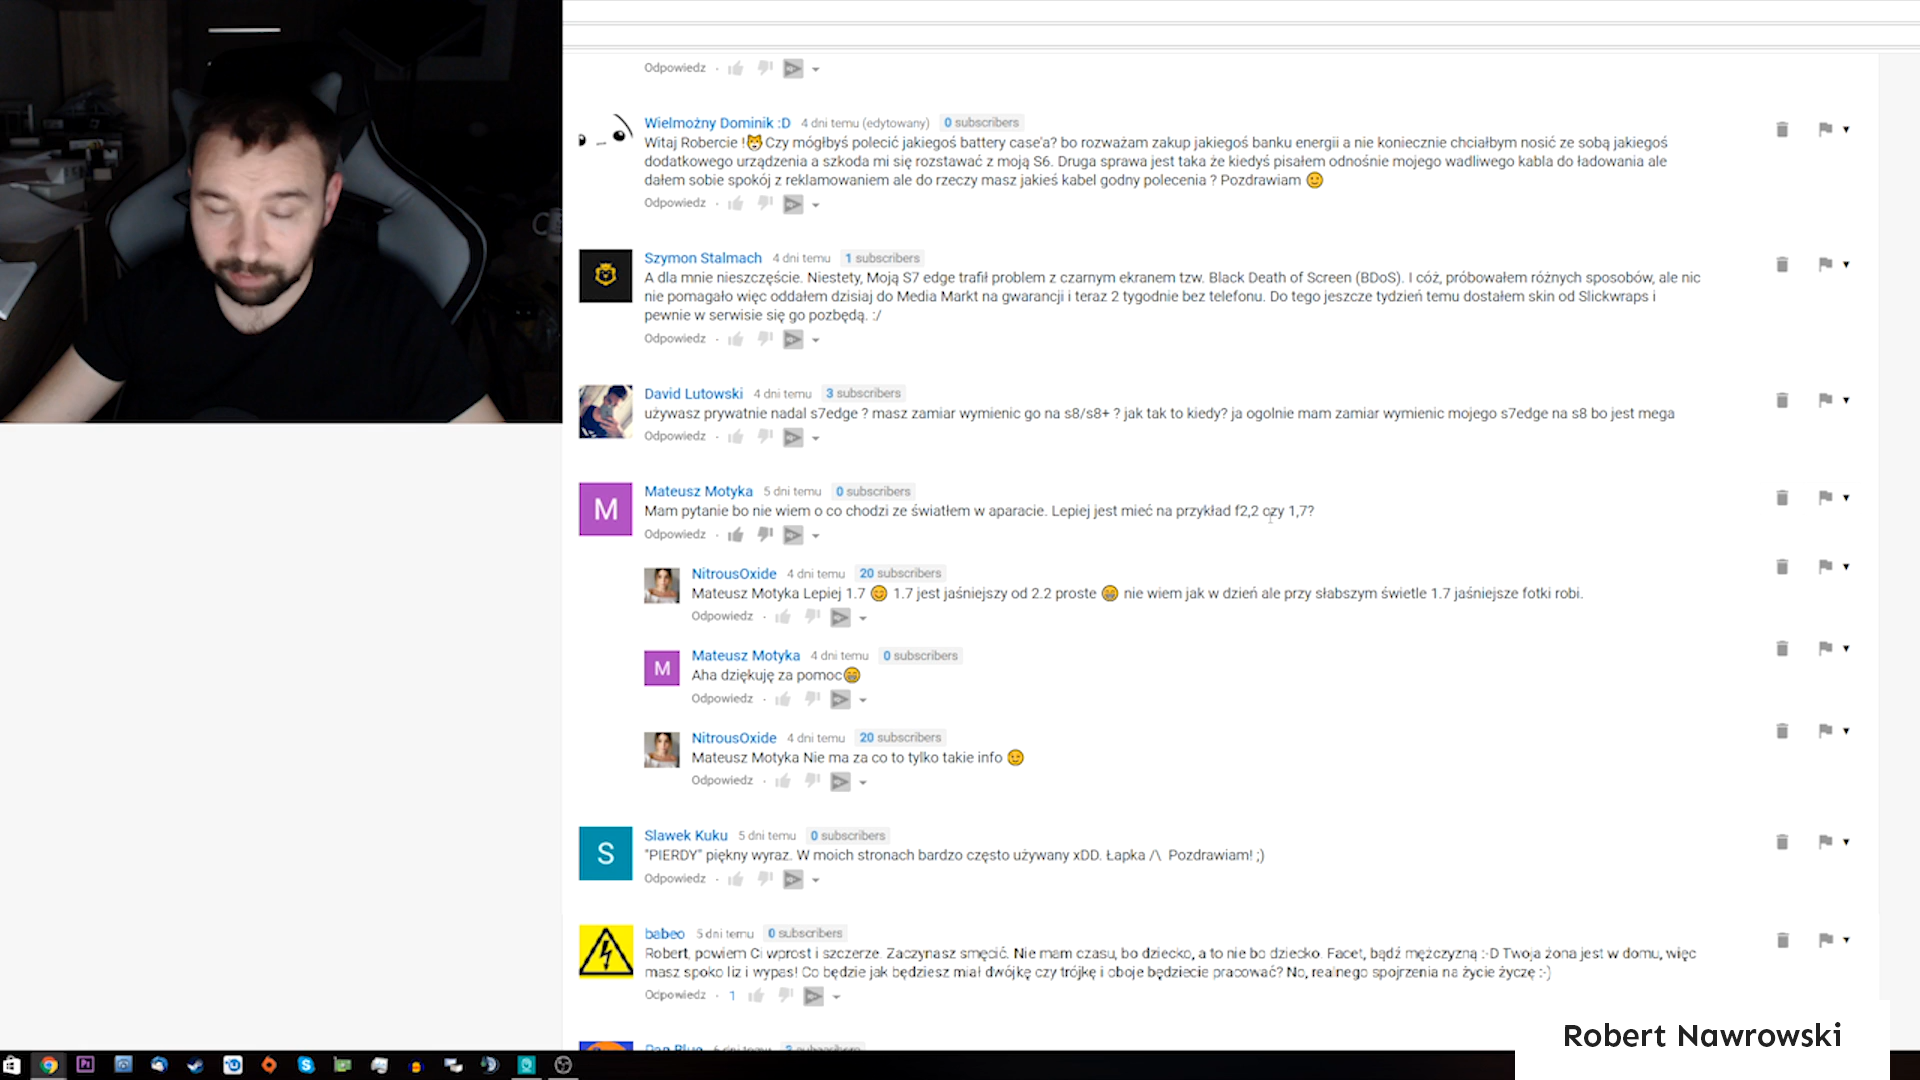 Odpowiedz
Wielmożny Dominik :D 4 dni temu (edytowany) 0 subscribers
Witaj Robercie ! Czy mógłbyś polecić jakiegoś battery case'a? bo rozważam zakup jakiegoś banku energii a nie koniecznie chciałbym nosić ze sobą jakiegoś
dodatkowego urządzenia a szkoda mi się rozstawać z moją S6. Druga sprawa jest taka że kiedyś pisałem odnośnie mojego wadliwego kabla do ładowania ale
dałem sobie spokój z reklamowaniem ale do rzeczy masz jakieś kabel godny polecenia ? Pozdrawiam
Odpowiedz
Szymon Stalmach 4 dni temu 1 subscribers
A dla mnie nieszczęście. Niestety, Moją S7 edge trafił problem z czarnym ekranem tzw. Black Death of Screen (BDoS). I cóż, próbowałem różnych sposobów, ale nic
nie pomagało więc oddałem dzisiaj do Media Markt na gwarancji i teraz 2 tygodnie bez telefonu. Do tego jeszcze tydzień temu dostałem skin od Slickwraps i
pewnie w serwisie się go pozbędą. :/
Odpowiedz
David Lutowski 4 dni temu 3 subscribers
używasz prywatnie nadal s7edge ? masz zamiar wymienic go na s8/s8+ ? jak tak to kiedy? ja ogolnie mam zamiar wymienic mojego s7edge na s8 bo jest mega
Odpowiedz
M
Mateusz Motyka 5 dni temu 0 subscribers
Mam pytanie bo nie wiem o co chodzi ze światłem w aparacie. Lepiej jest mieć na przykład f2,2 czy 1,7?
Odpowiedz
NitrousOxide 4 dni temu 20 subscribers
Mateusz Motyka Lepiej 1.7 1.7 jest jaśniejszy od 2.2 proste nie wiem jak w dzień ale przy słabszym świetle 1.7 jaśniejsze fotki robi.
Odpowiedz
M
Mateusz Motyka 4 dni temu 0 subscribers
Aha dziękuję za pomoc
Odpowiedz
NitrousOxide 4 dni temu 20 subscribers
Mateusz Motyka Nie ma za co to tylko takie info
Odpowiedz
S
Slawek Kuku 5 dni temu 0 subscribers
"PIERDY" piękny wyraz. W moich stronach bardzo często używany xDD. Łapka /\ Pozdrawiam! ;)
Odpowiedz
babeo 5 dni temu 0 subscribers
Robert, powiem Ci wprost i szczerze. Zaczynasz smęcić. Nie mam czasu, bo dziecko, a to nie bo dziecko. Facet, bądź mężczyzną :-D Twoja żona jest w domu, więc
masz spoko liz i wypas! Co będzie jak będziesz miał dwójkę czy trójkę i oboje będziecie pracować? No, realnego spojrzenia na życie życzę :-)
Odpowiedz 1
Robert Nawrowski